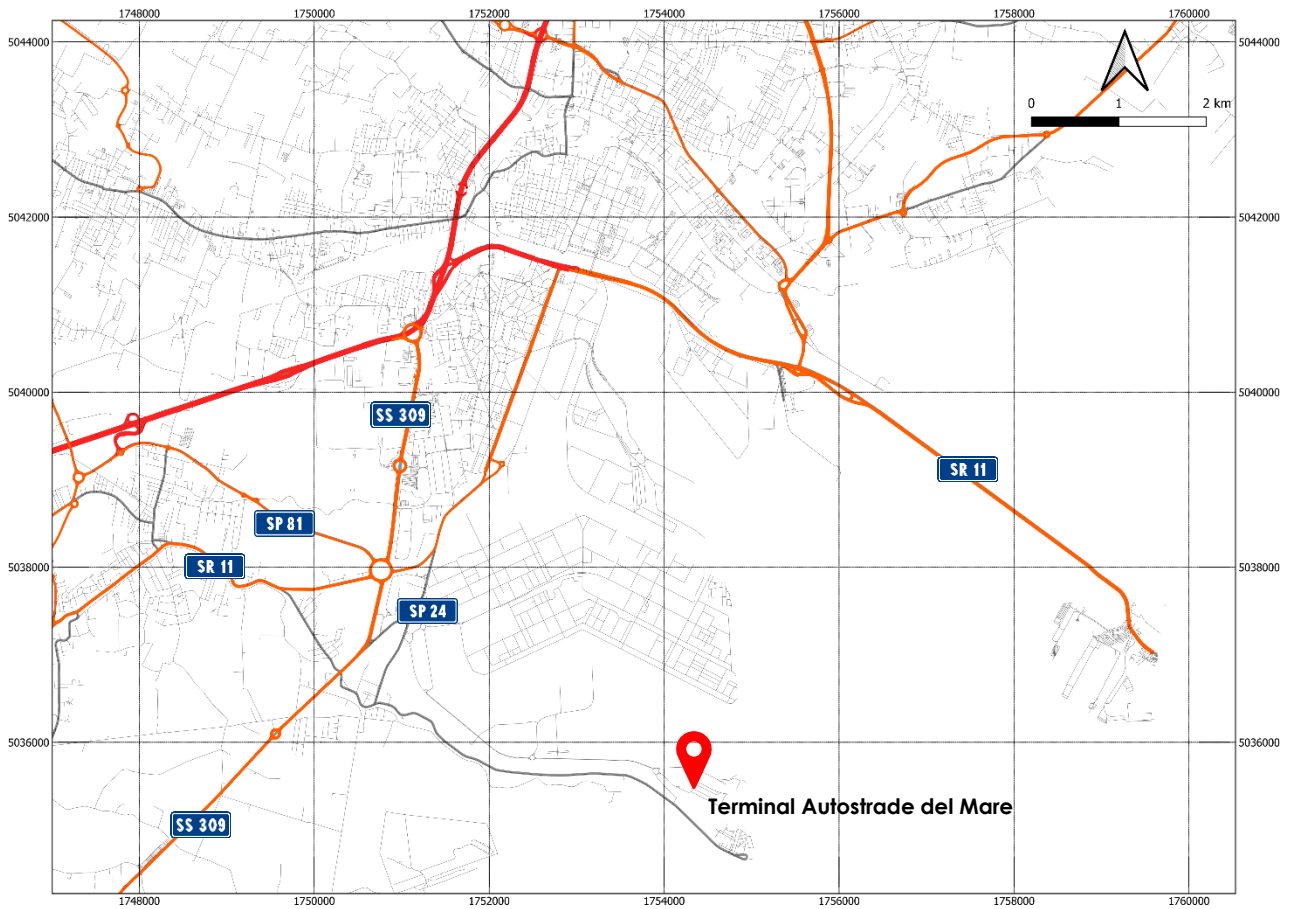 1748000 1750000 1752000 1754000 1756000 1758000 1760000
5044000 5044000
0 1 2 km
5042000 5042000
5040000 5040000
SS 309
SR 11
SP 81
SR 11
5038000 5038000
SP 24
5036000 5036000
Terminal Autostrade del Mare
SS 309
1748000 1750000 1752000 1754000 1756000 1758000 1760000